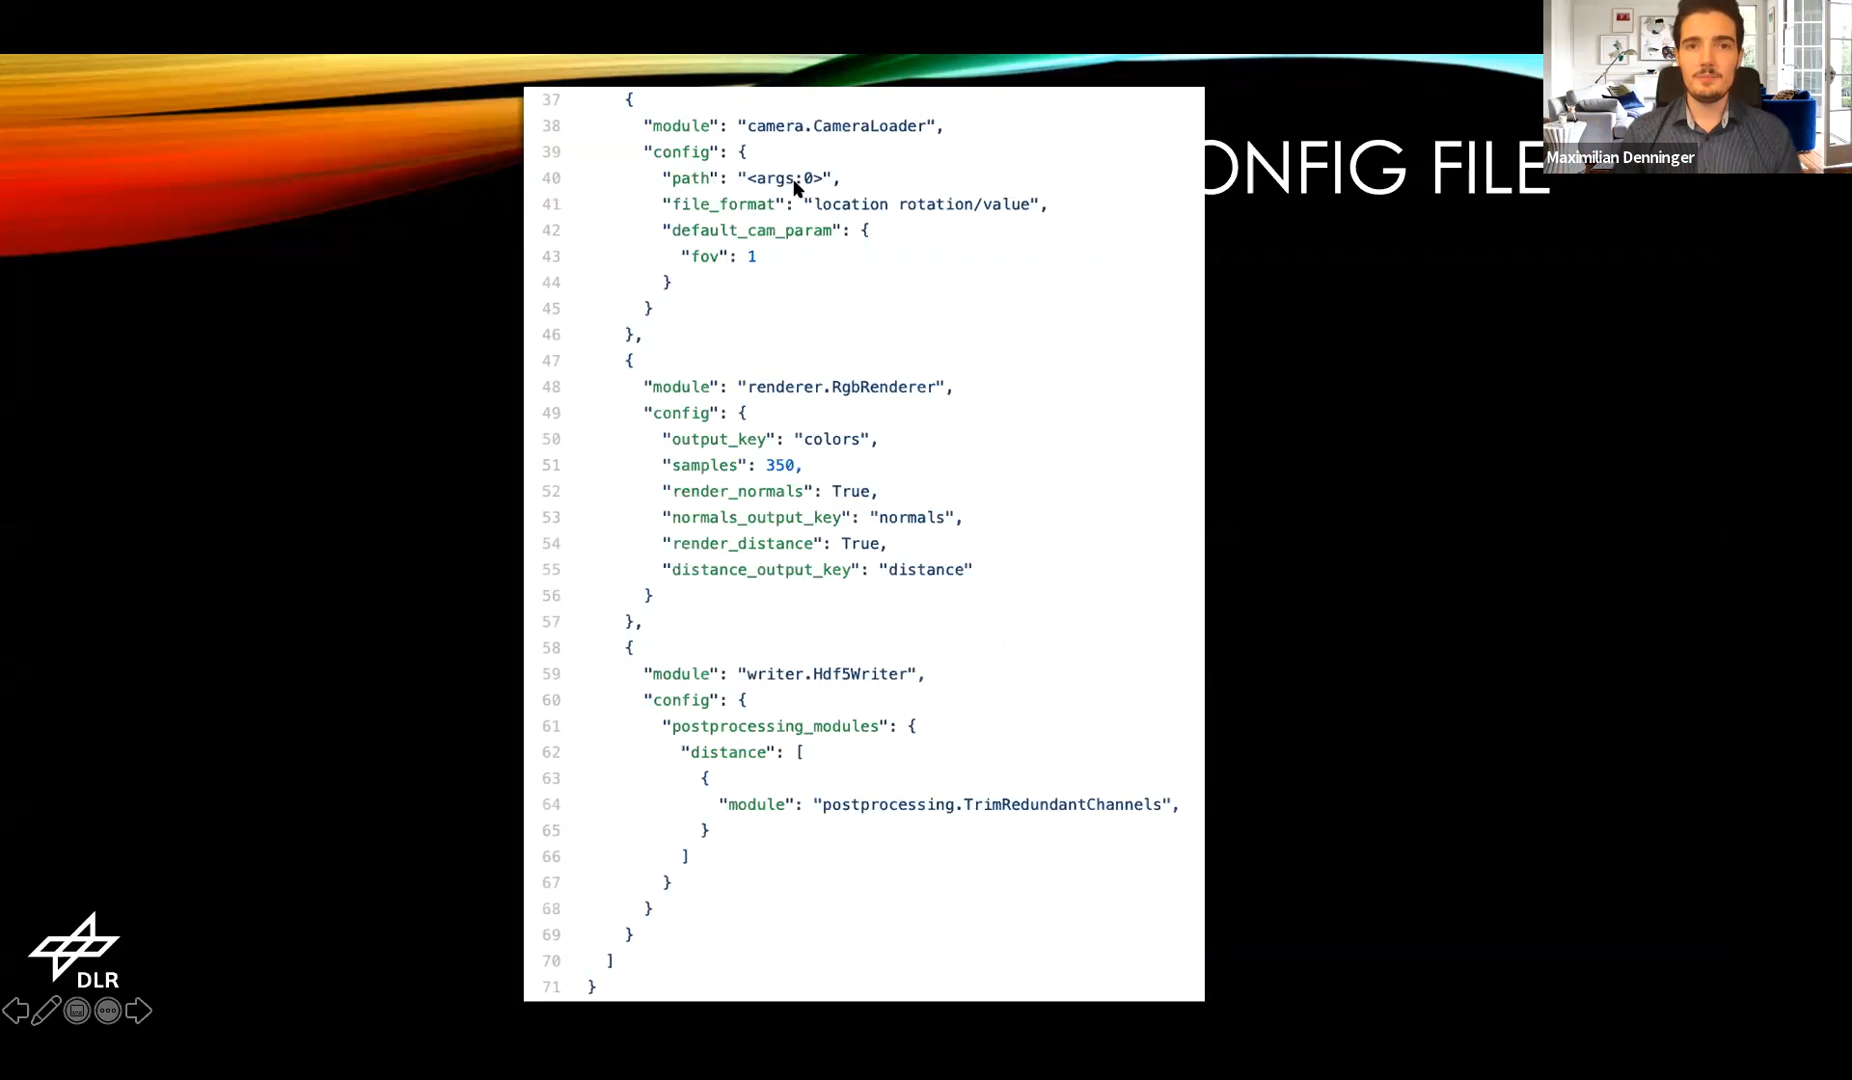 Maximilian Denninger
ONFIG FILE
37 {
38 "module": "camera.CameraLoader",
39 "config": {
40 "path": "<args:0>",
41 "file_format": "location rotation/value",
42 "default_cam_param": {
43 "fov": 1
44 }
45 }
46 },
47 {
48 "module": "renderer.RgbRenderer",
49 "config": {
50 "output_key": "colors",
51 "samples": 350,
52 "render_normals": True,
53 "normals_output_key": "normals",
54 "render_distance": True,
55 "distance_output_key": "distance"
56 }
57 },
58 {
59 "module": "writer.Hdf5Writer",
60 "config": {
61 "postprocessing_modules": {
62 "distance": [
63 {
64 "module": "postprocessing.TrimRedundantChannels",
65 }
66 ]
67 }
68 }
69 }
70 ]
71 }
DLR